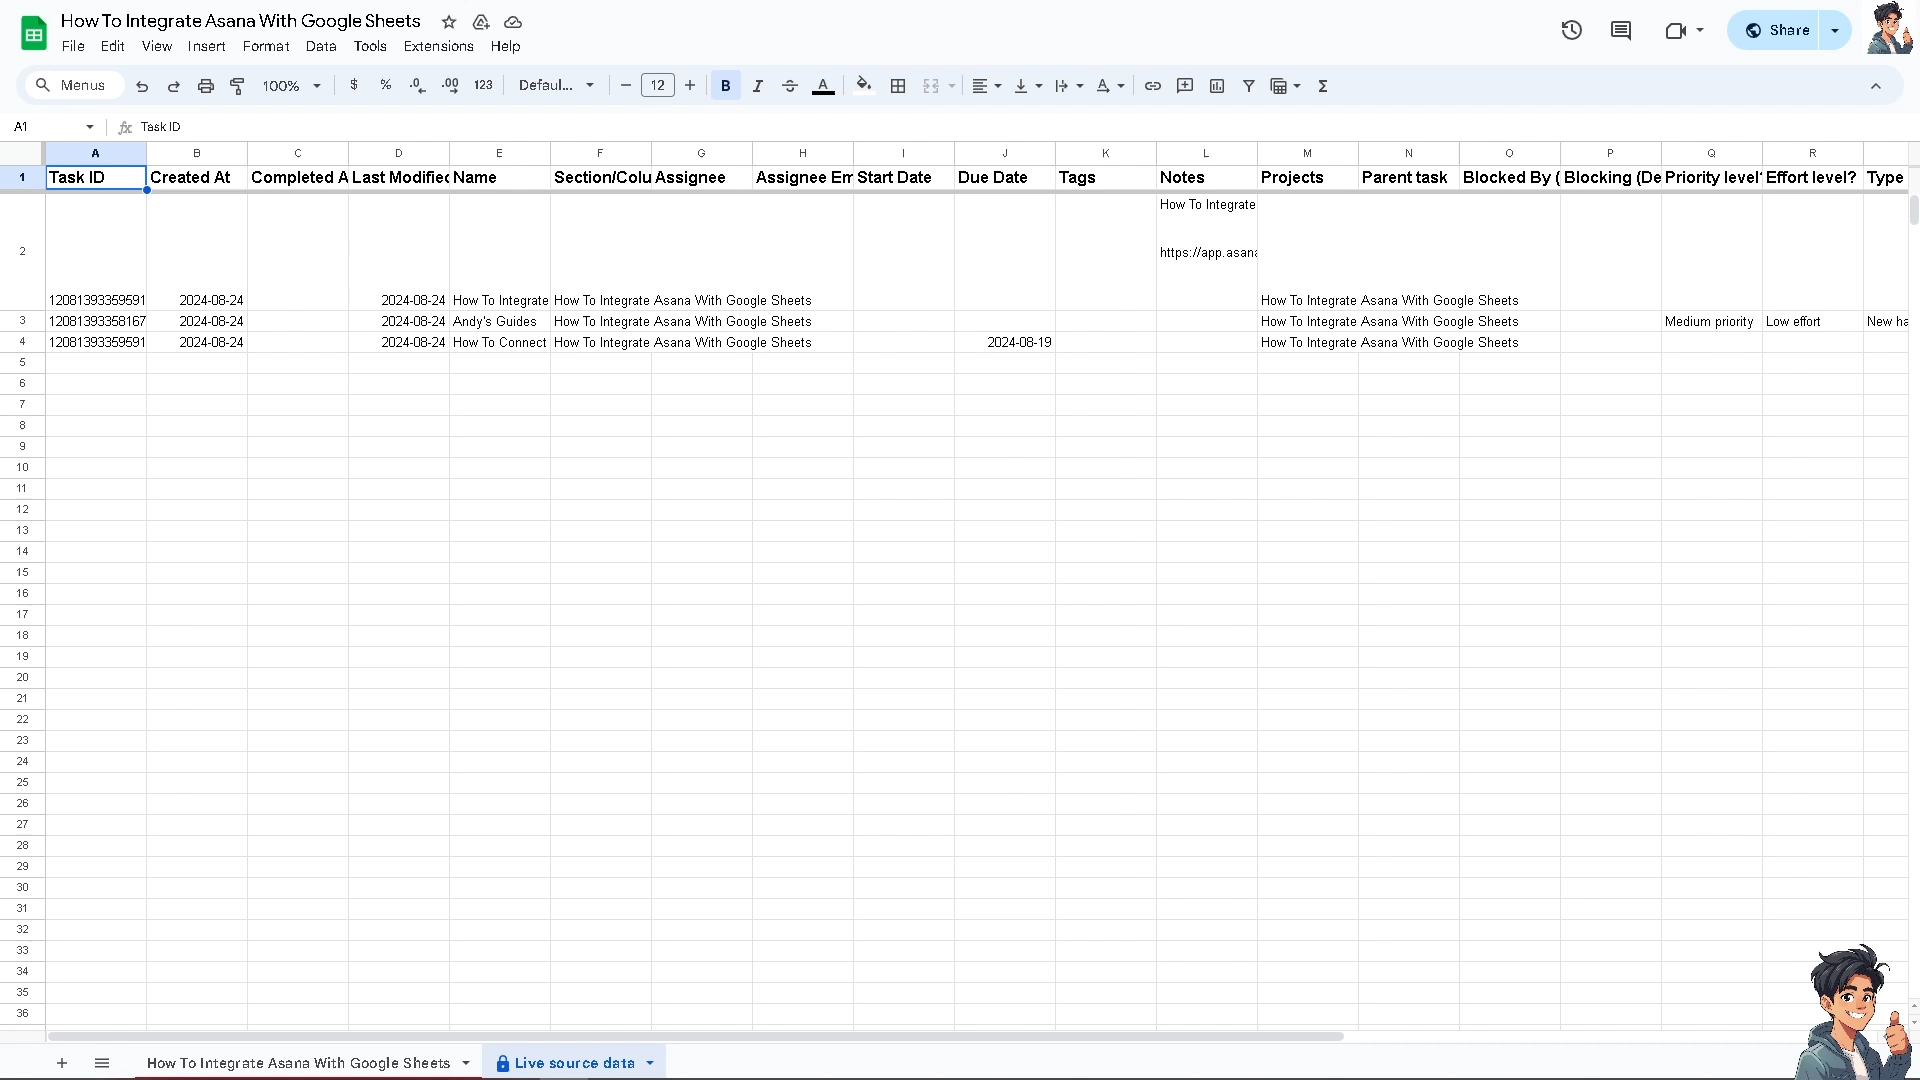 How To Integrate Asana With Google Sheets
File Edit View Insert Format Data Tools Extensions Help
Share
Menus 100% $ % .0 .00 123 Defaul... 12 B I A Σ
A1 fx Task ID
A B C D E F G H I J K L M N O P Q R
1 Task ID Created At Completed A Last Modified Name Section/Colu Assignee Assignee Em Start Date Due Date Tags Notes Projects Parent task Blocked By ( Blocking (De Priority level? Effort level? Type
How To Integrate
2 https://app.asana
12081393359591 2024-08-24 2024-08-24 How To Integrate How To Integrate Asana With Google Sheets How To Integrate Asana With Google Sheets
3 12081393358167 2024-08-24 2024-08-24 Andy's Guides How To Integrate Asana With Google Sheets How To Integrate Asana With Google Sheets Medium priority Low effort New ha
4 12081393359591 2024-08-24 2024-08-24 How To Connect How To Integrate Asana With Google Sheets 2024-08-19 How To Integrate Asana With Google Sheets
5
6
7
8
9
10
11
12
13
14
15
16
17
18
19
20
21
22
23
24
25
26
27
28
29
30
31
32
33
34
35
36
How To Integrate Asana With Google Sheets Live source data